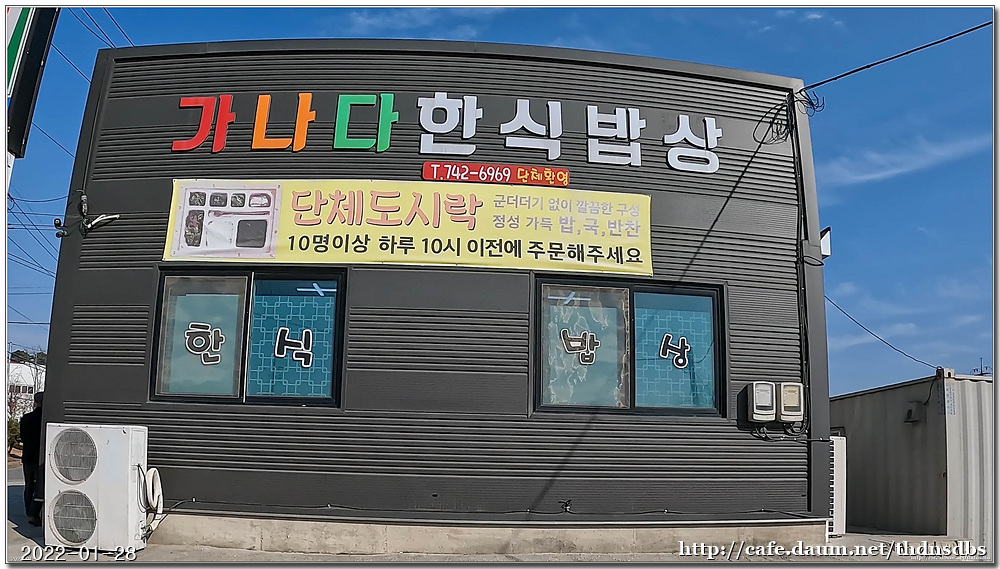 가나다한식밥상
T.742-6969 단체환영
단체도시락
군더더기 없이 깔끔한 구성
정성 가득 밥,국,반찬
10명이상 하루 10시 이전에 주문해주세요
한 식 밥 상
2022-01-28
http://cafe.daum.net/thdnsdbs